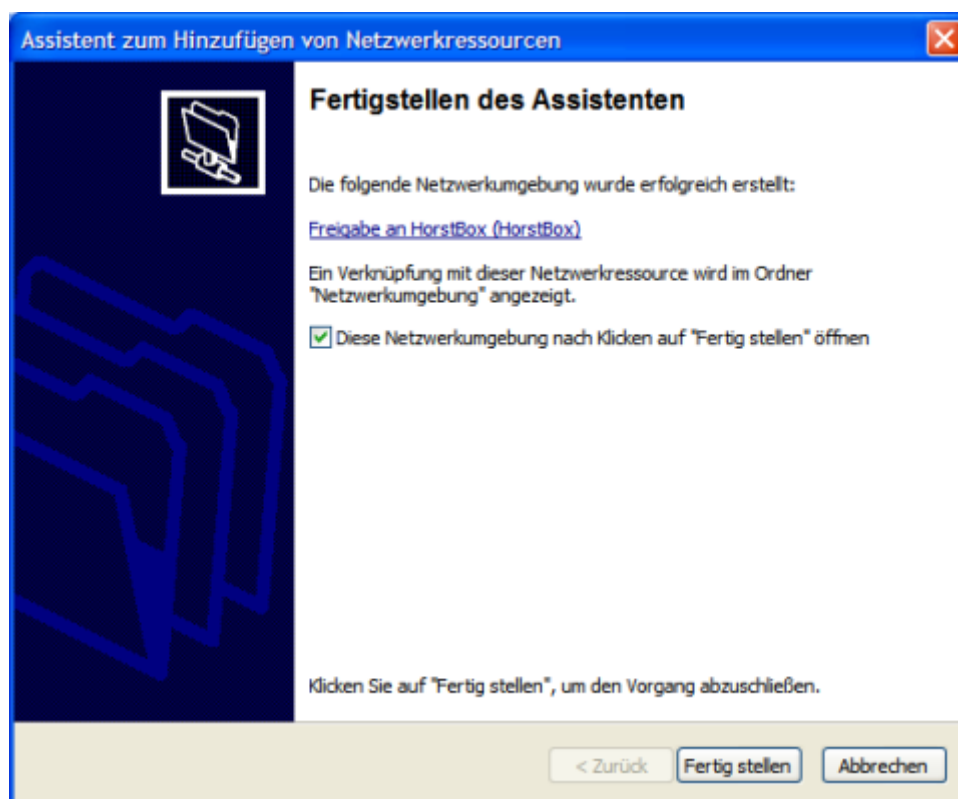 Assistent zum Hinzufügen von Netzwerkressourcen
Fertigstellen des Assistenten
Die folgende Netzwerkumgebung wurde erfolgreich erstellt:
Freigabe an HorstBox (HorstBox)
Ein Verknüpfung mit dieser Netzwerkressource wird im Ordner
"Netzwerkumgebung" angezeigt.
Diese Netzwerkumgebung nach Klicken auf "Fertig stellen" öffnen
Klicken Sie auf "Fertig stellen", um den Vorgang abzuschließen.
< Zurück Fertig stellen Abbrechen